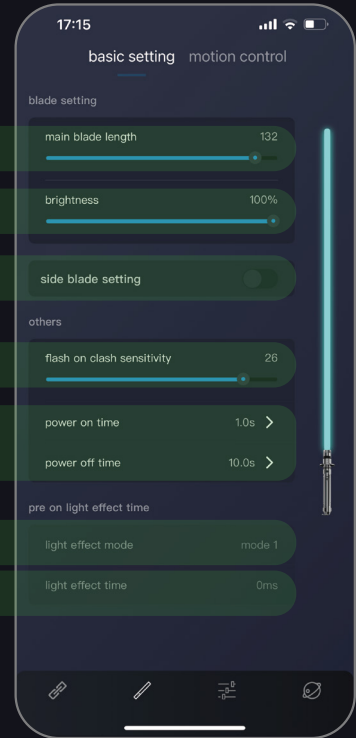 17:15
basic setting motion control
blade setting
main blade length 132
brightness 100%
side blade setting
others
flash on clash sensitivity 26
power on time 1.0s
power off time 10.0s
pre on light effect time
light effect mode mode 1
light effect time 0ms